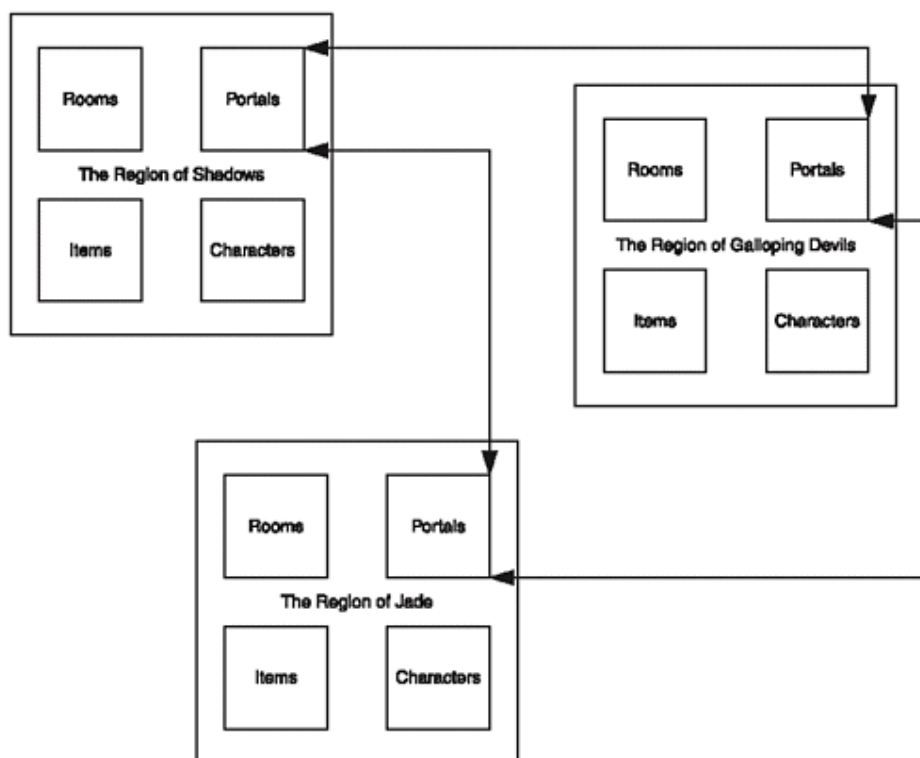 Rooms
Portals
The Region of Shadows
Items
Characters
Rooms
Portals
The Region of Galloping Devils
Items
Characters
Rooms
Portals
The Region of Jade
Items
Characters